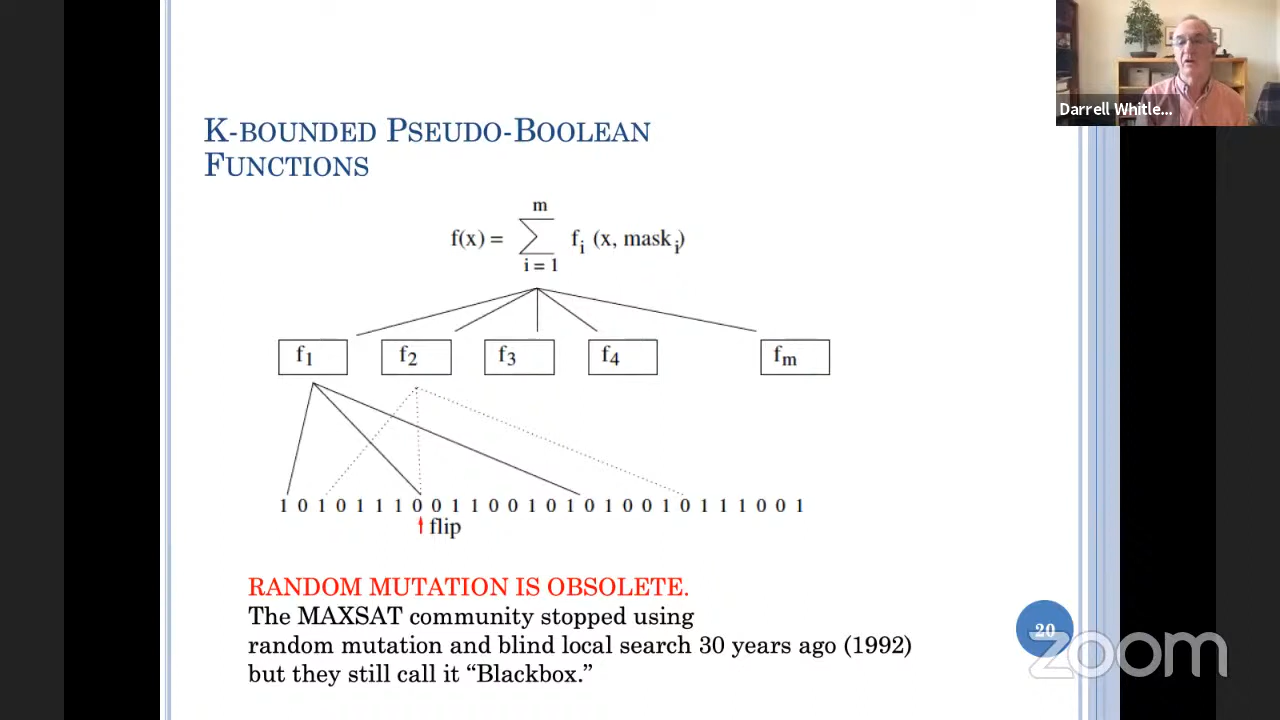 Darrell Whitle...
K-BOUNDED PSEUDO-BOOLEAN
FUNCTIONS
m
f(x) = ∑ fi (x, maski)
i = 1
f1 f2 f3 f4 fm
1 0 1 0 1 1 1 0 0 1 1 0 0 1 0 1 0 1 0 0 1 0 1 1 1 0 0 1
flip
RANDOM MUTATION IS OBSOLETE.
The MAXSAT community stopped using
random mutation and blind local search 30 years ago (1992)
but they still call it “Blackbox.”
20
zoom